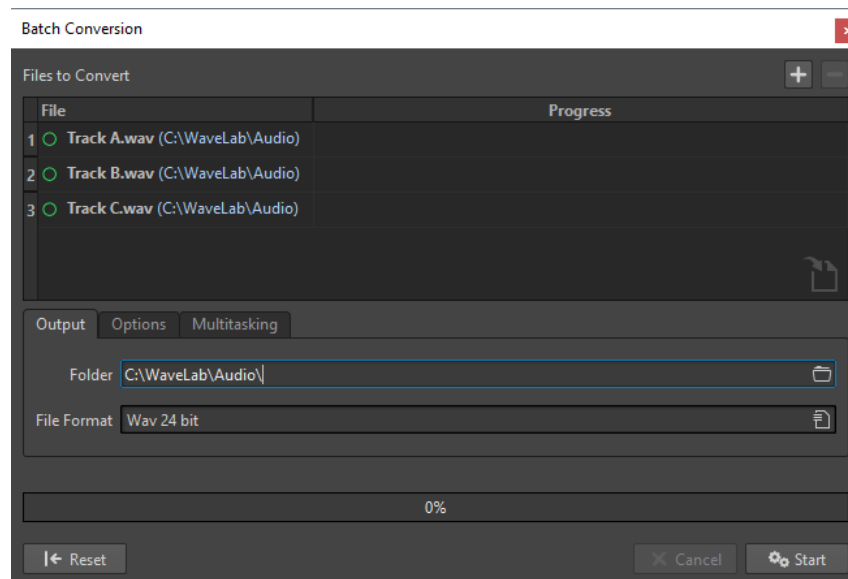 Batch Conversion
Files to Convert
File Progress
1 Track A.wav (C:\WaveLab\Audio)
2 Track B.wav (C:\WaveLab\Audio)
3 Track C.wav (C:\WaveLab\Audio)
Output Options Multitasking
Folder C:\WaveLab\Audio\
File Format Wav 24 bit
0%
Reset Cancel Start